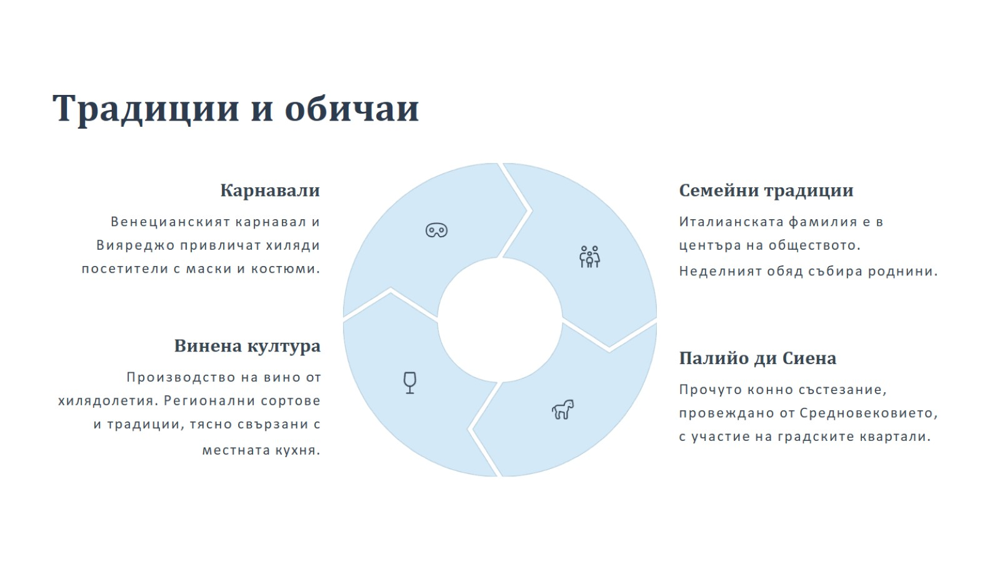 Традиции и обичаи
Карнавали
Венецианският карнавал и
Вияреджо привличат хиляди
посетители с маски и костюми.
Семейни традиции
Италианската фамилия е в
центъра на обществото.
Неделният обяд събира роднини.
Винена култура
Производство на вино от
хилядолетия. Регионални сортове
и традиции, тясно свързани с
местната кухня.
Палийо ди Сиена
Прочуто конно състезание,
провеждано от Средновековието,
с участие на градските квартали.